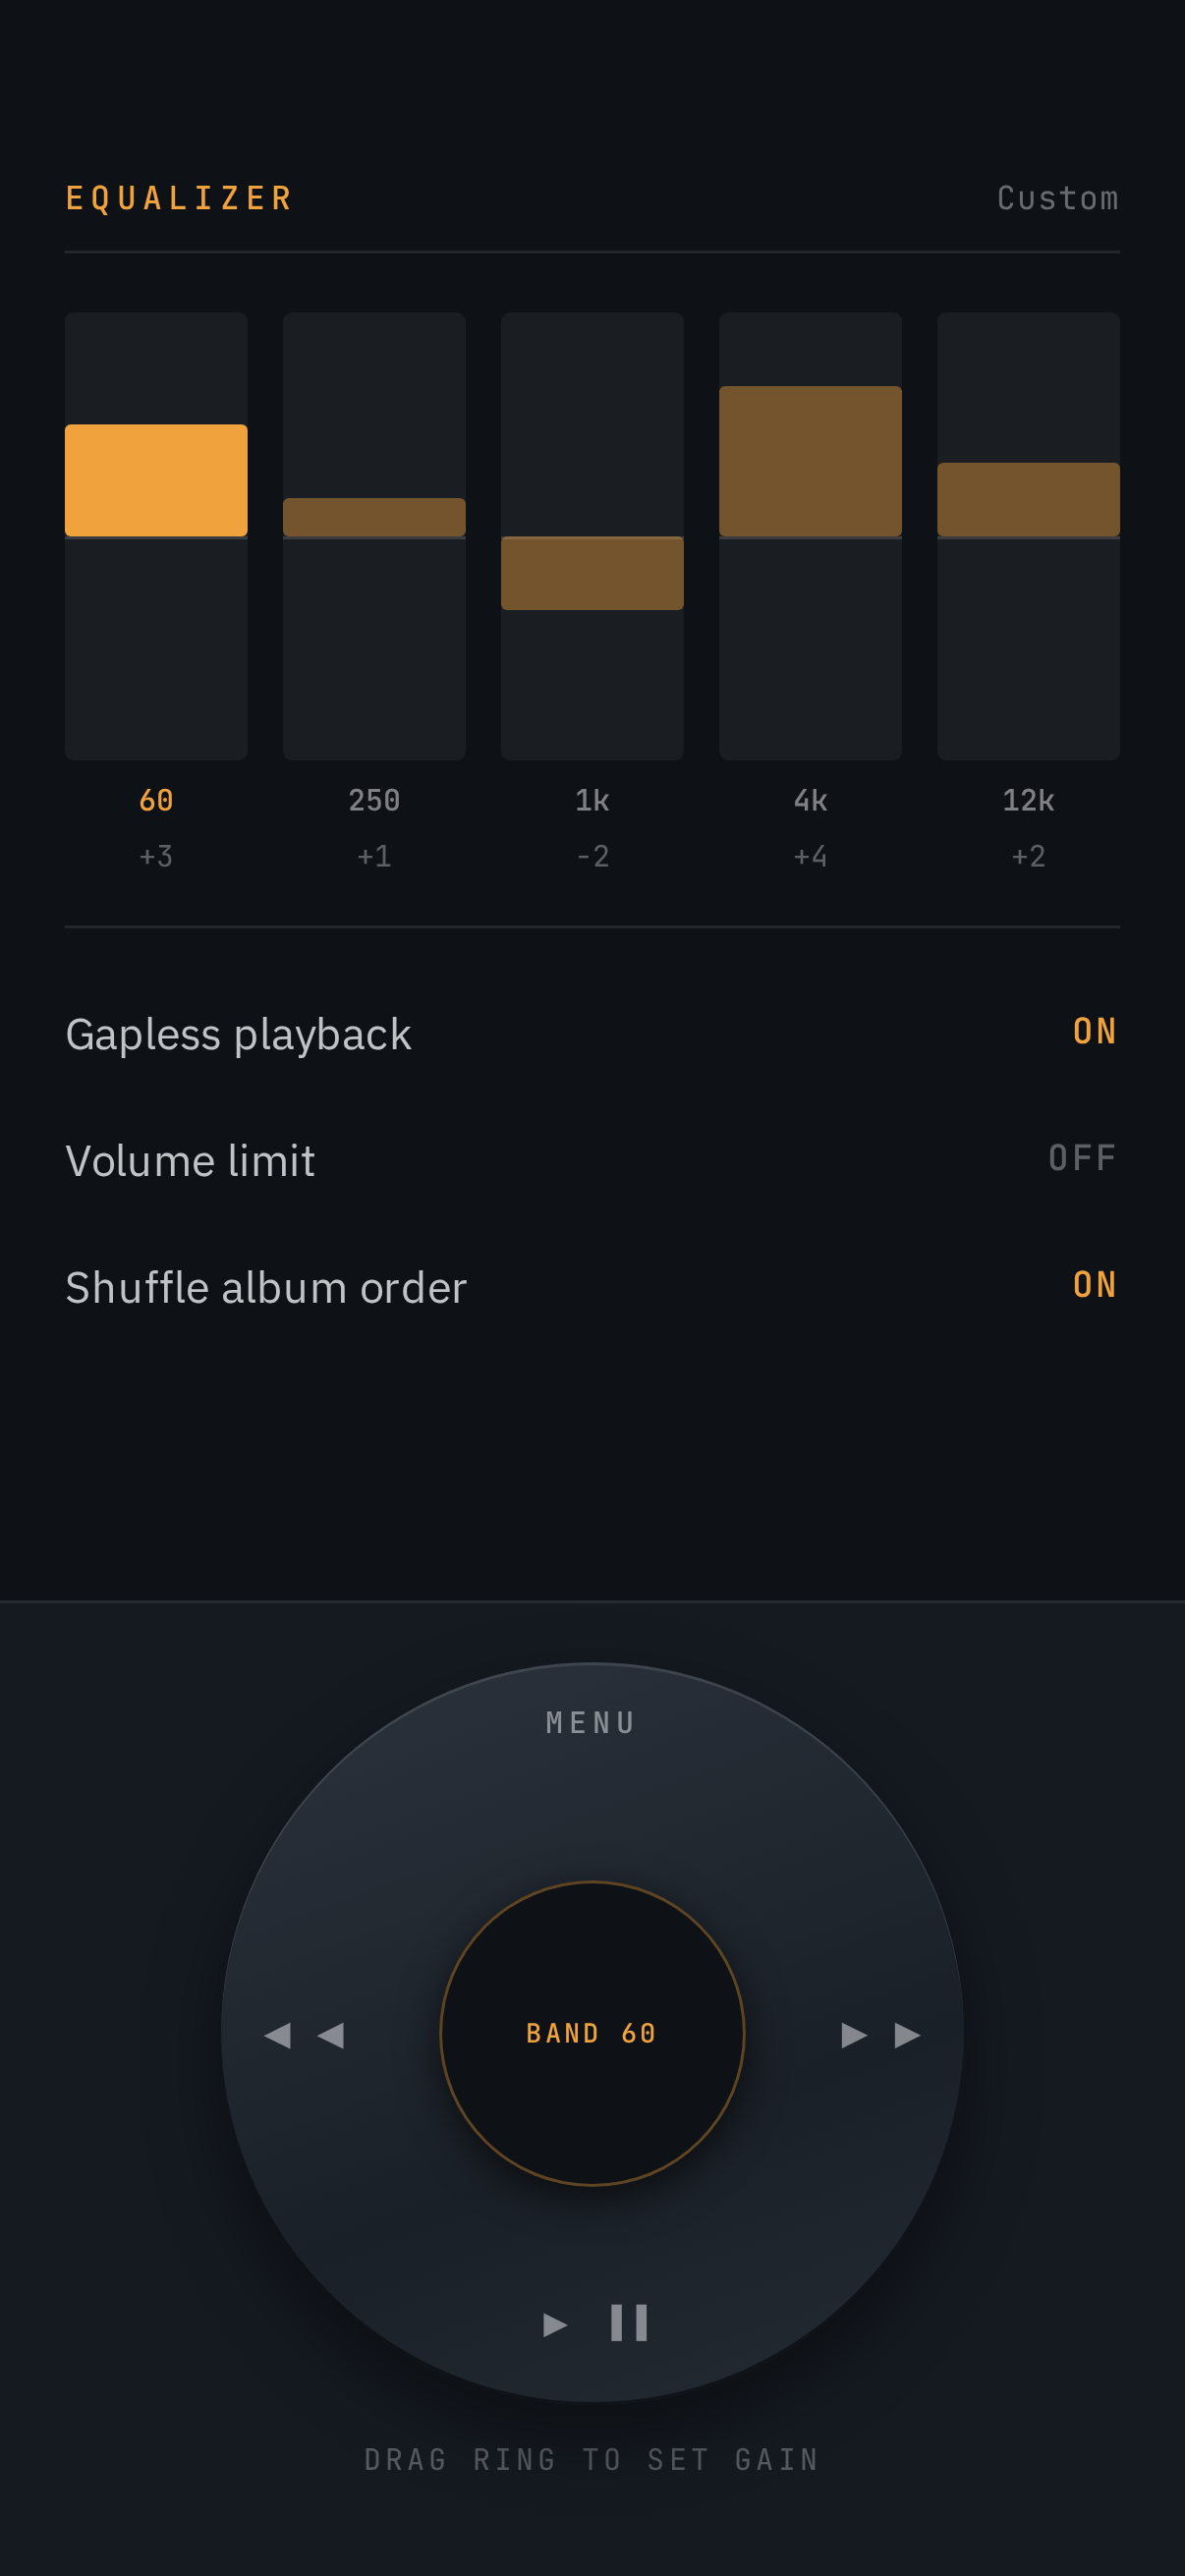 EQUALIZER Custom
60 250 1k 4k 12k
+3 +1 -2 +4 +2
Gapless playback ON
Volume limit OFF
Shuffle album order ON
MENU
BAND 60
DRAG RING TO SET GAIN